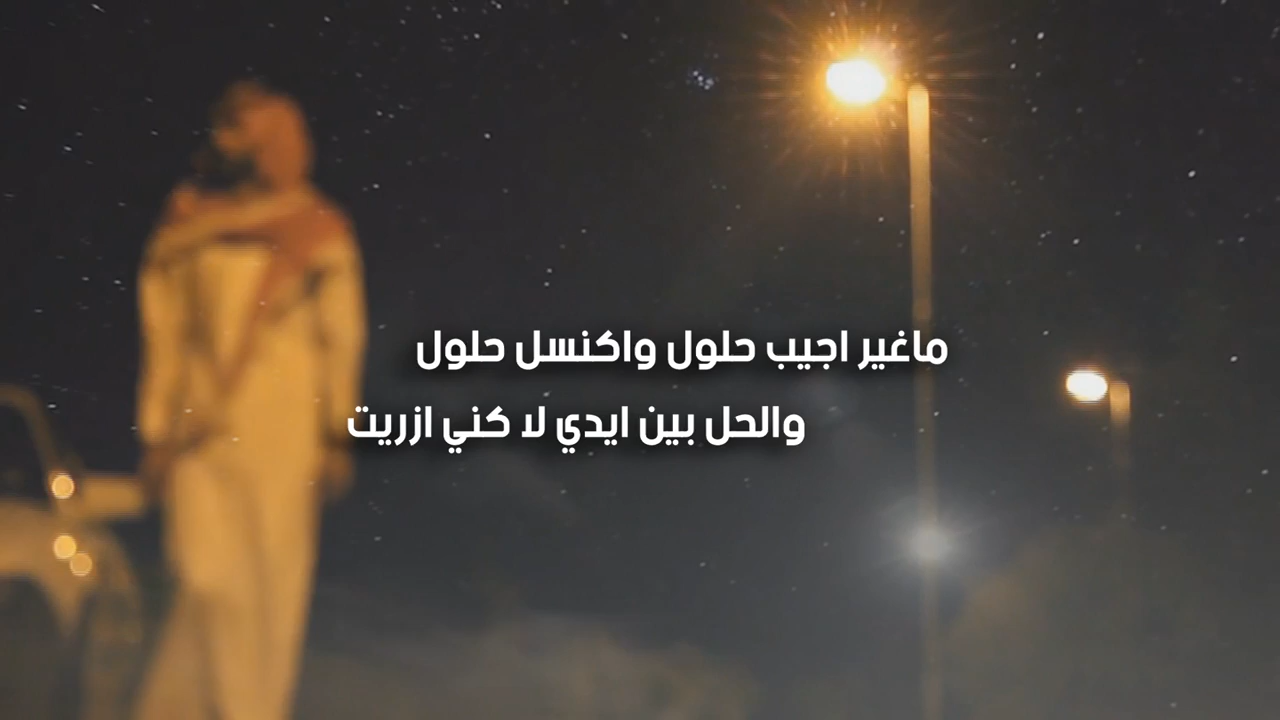 ماغير اجيب حلول واكنسل حلول
والحل بين ايدي لا كني ازريت